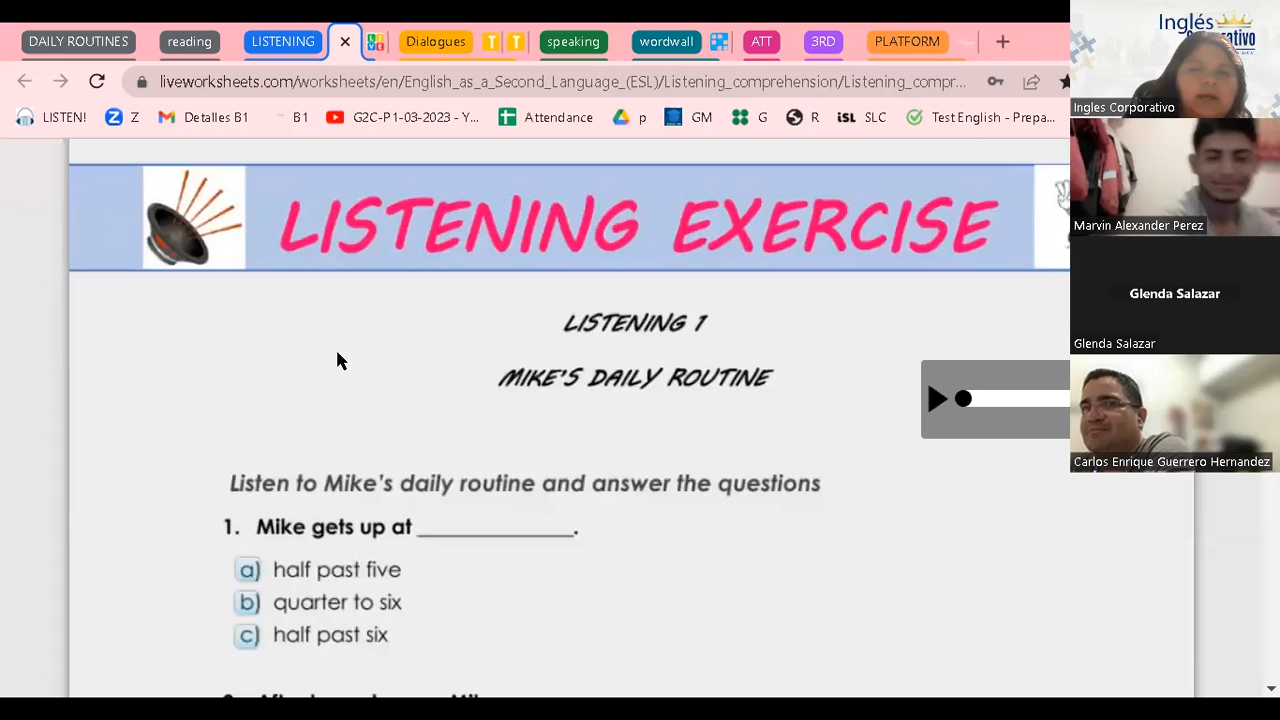 DAILY ROUTINES reading LISTENING Dialogues T T speaking wordwall ATT 3RD PLATFORM
liveworksheets.com/worksheets/en/English_as_a_Second_Language_(ESL)/Listening_comprehension/Listening_compr...
LISTEN! Z Detalles B1 B1 G2C-P1-03-2023 - Y... Attendance p GM G R iSL SLC Test English - Prepa...
LISTENING EXERCISE
LISTENING 1
MIKE'S DAILY ROUTINE
Listen to Mike's daily routine and answer the questions
1. Mike gets up at ______________.
a) half past five
b) quarter to six
c) half past six
Inglés
Ingles Corporativo
Marvin Alexander Perez
Glenda Salazar
Glenda Salazar
Carlos Enrique Guerrero Hernandez